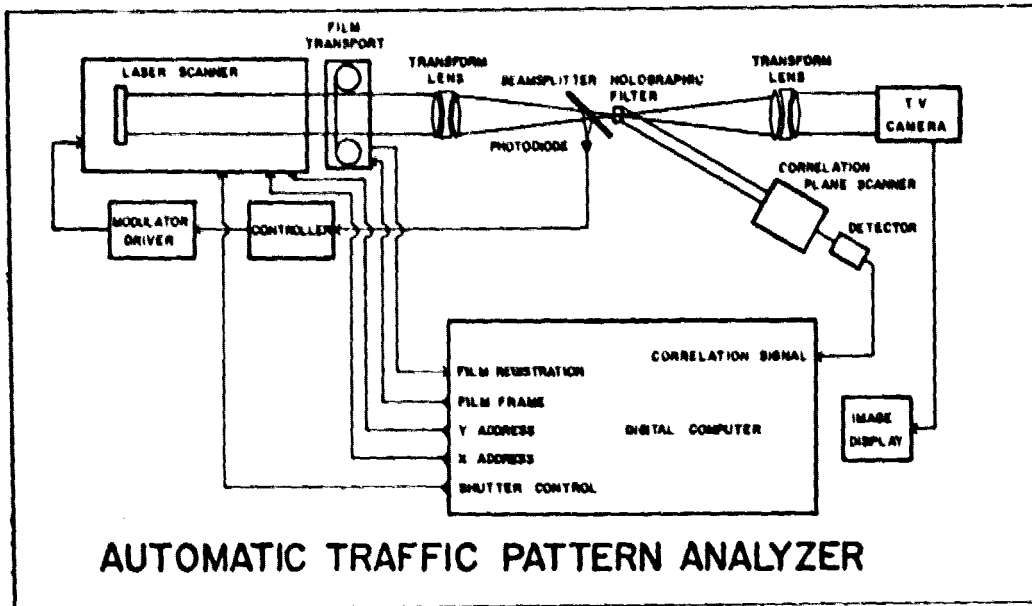 FILM
TRANSPORT
LASER SCANNER
TRANSFORM
LENS
BEAMSPLITTER
HOLOGRAPHIC
FILTER
TRANSFORM
LENS
TV
CAMERA
PHOTODIODE
CORRELATION
PLANE SCANNER
DETECTOR
MODULATOR
DRIVER
CONTROLLER
CORRELATION SIGNAL
FILM REGISTRATION
FILM FRAME
Y ADDRESS
DIGITAL COMPUTER
X ADDRESS
SHUTTER CONTROL
IMAGE
DISPLAY
AUTOMATIC TRAFFIC PATTERN ANALYZER